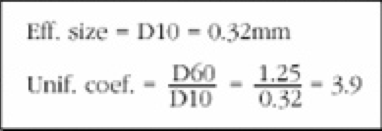 Eff. size = D10 = 0.32mm
Unif. coef. = D60/D10 = 1.25/0.32 = 3.9